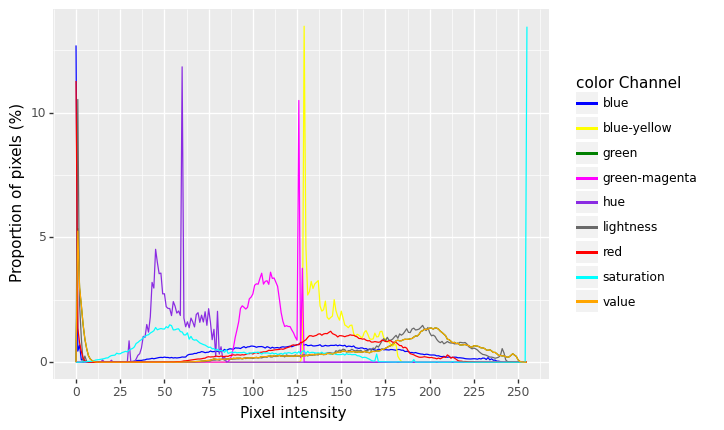 10
5
0
0
25
50
75
100
125
150
175
200
225
250
Pixel intensity
Proportion of pixels (%)
color Channel
blue
blue-yellow
green
green-magenta
hue
lightness
red
saturation
value